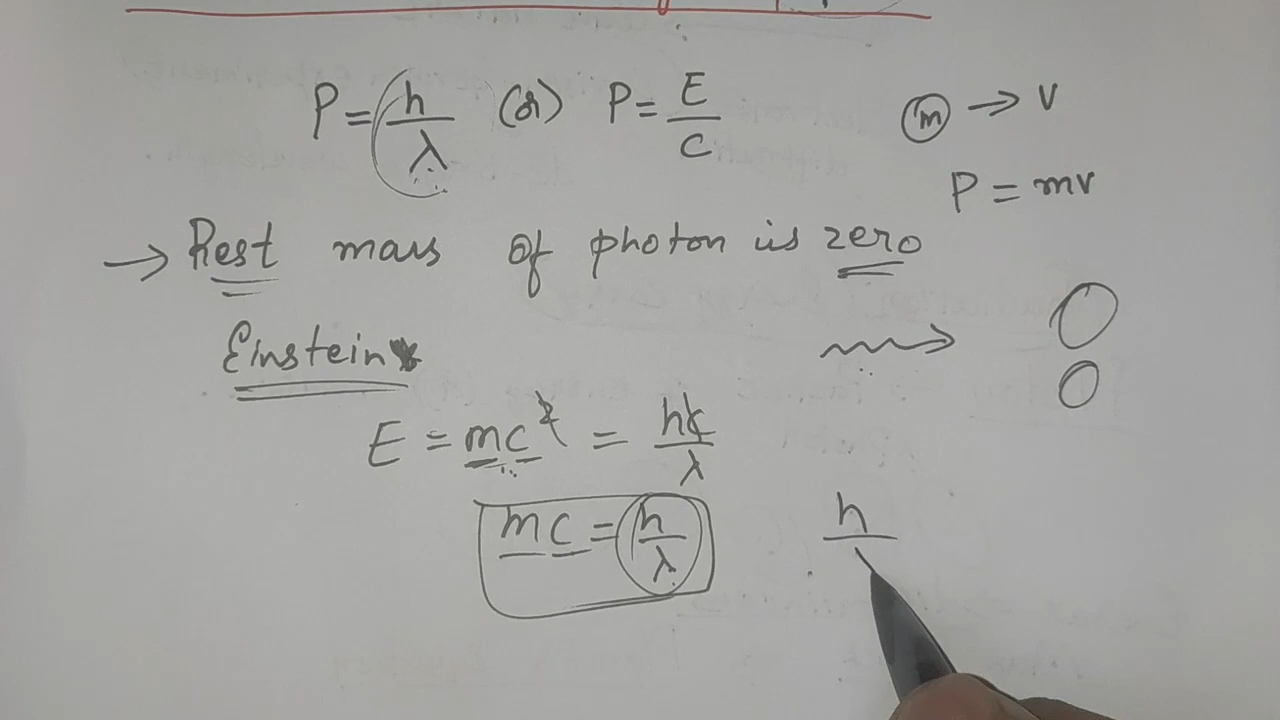 P = h/λ (or) P = E/c
m → v
P = mv
→ Rest mass of photon is zero
Einstein
E = mc² = hc/λ
mc = h/λ
h/λ